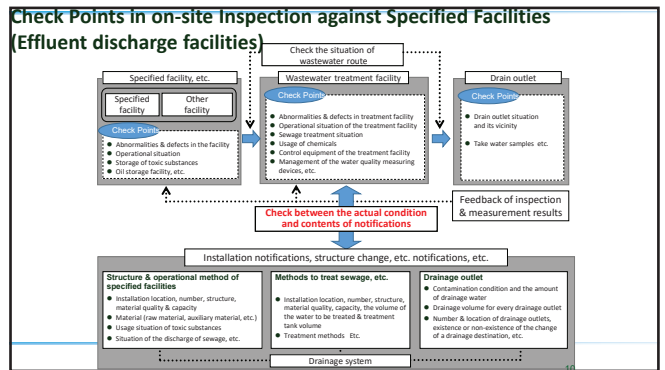 Check Points in on-site Inspection against Specified Facilities
(Effluent discharge facilities)
Check the situation of
wastewater route
Specified facility, etc.
Specified
facility
Other
facility
Check Points
● Abnormalities & defects in the facility
● Operational situation
● Storage of toxic substances
● Oil storage facility, etc.
Wastewater treatment facility
Check Points
● Abnormalities & defects in treatment facility
● Operational situation of the treatment facility
● Sewage treatment situation
● Usage of chemicals
● Control equipment of the treatment facility
● Management of the water quality measuring
devices, etc.
Drain outlet
Check Points
● Drain outlet situation
and its vicinity
● Take water samples etc.
Feedback of inspection
& measurement results
Check between the actual condition
and contents of notifications
Installation notifications, structure change, etc. notifications, etc.
Structure & operational method of
specified facilities
● Installation location, number, structure,
material quality & capacity
● Material (raw material, auxiliary material, etc.)
● Usage situation of toxic substances
● Situation of the discharge of sewage, etc.
Methods to treat sewage, etc.
● Installation location, number, structure,
material quality, capacity, the volume of
the water to be treated & treatment
tank volume
● Treatment methods Etc.
Drainage outlet
● Contamination condition and the amount
of drainage water
● Drainage volume for every drainage outlet
● Number & location of drainage outlets,
existence or non-existence of the change
of a drainage destination, etc.
Drainage system
10